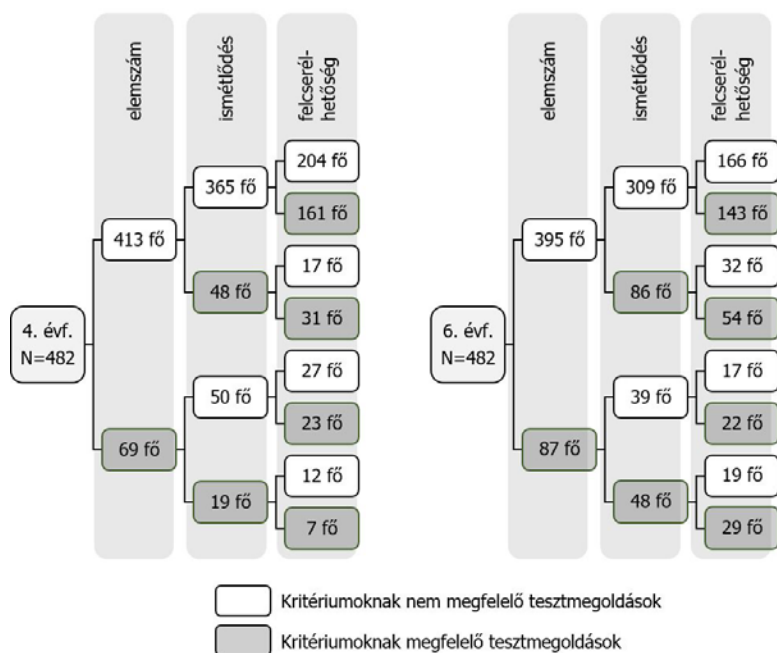 elemszám
ismétlődés
felcserél-
hetőség
4. évf.
N=482
413 fő
69 fő
365 fő
48 fő
50 fő
19 fő
204 fő
161 fő
17 fő
31 fő
27 fő
23 fő
12 fő
7 fő
elemszám
ismétlődés
felcserél-
hetőség
6. évf.
N=482
395 fő
87 fő
309 fő
86 fő
39 fő
48 fő
166 fő
143 fő
32 fő
54 fő
17 fő
22 fő
19 fő
29 fő
Kritériumoknak nem megfelelő tesztmegoldások
Kritériumoknak megfelelő tesztmegoldások